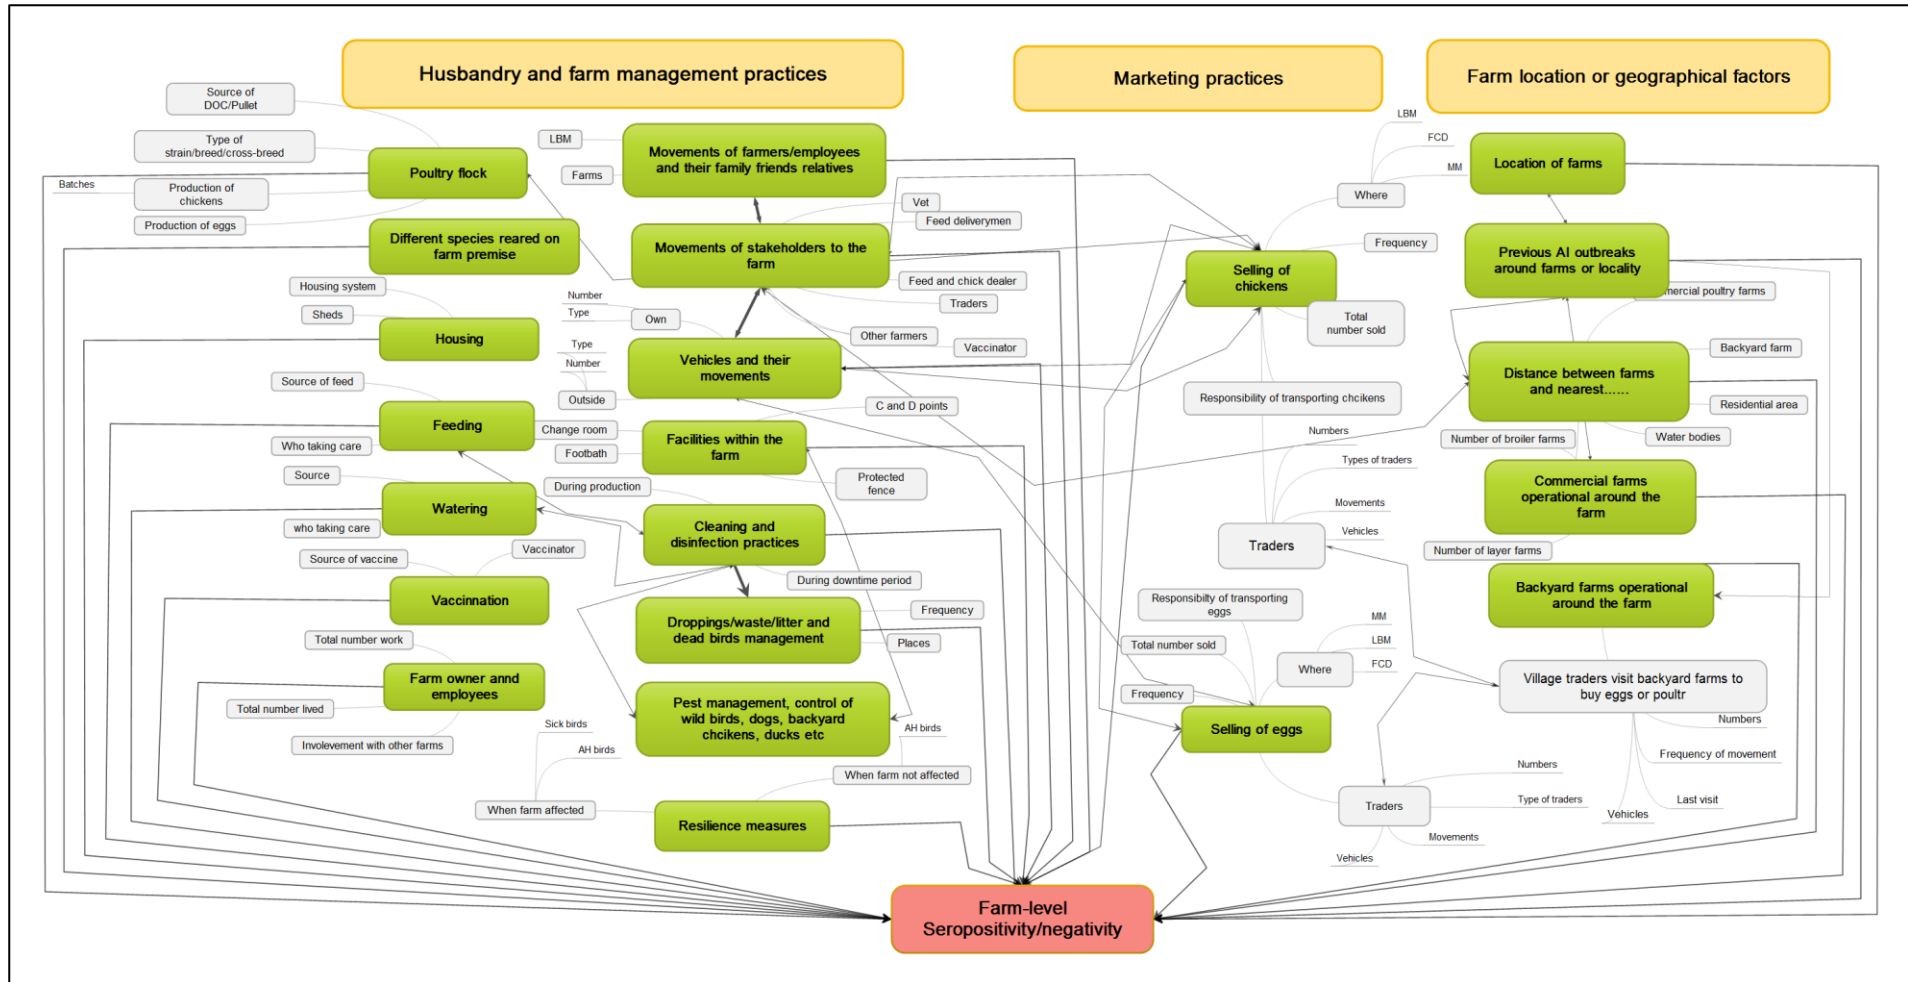 Husbandry and farm management practices
Marketing practices
Farm location or geographical factors
Source of
DOC/Pullet
Type of
strain/breed/cross-breed
Batches
Production of
chickens
Production of eggs
Poultry flock
Different species reared on
farm premise
Housing system
Sheds
Housing
Source of feed
Feeding
Who taking care
Source
Watering
who taking care
Source of vaccine
Vaccinator
Vaccinnation
Total number work
Farm owner annd
employees
Total number lived
Involevement with other farms
LBM
Farms
Movements of farmers/employees
and their family friends relatives
Vet
Feed deliverymen
Movements of stakeholders to the
farm
Feed and chick dealer
Traders
Other farmers
Vaccinator
Number
Type
Own
Type
Number
Outside
Vehicles and their
movements
C and D points
Change room
Footbath
Facilities within the
farm
Protected
fence
During production
Cleaning and
disinfection practices
During downtime period
Droppings/waste/litter and
dead birds management
Frequency
Places
Pest management, control of
wild birds, dogs, backyard
chcikens, ducks etc
Sick birds
AH birds
AH birds
When farm not affected
When farm affected
Resilience measures
LBM
FCD
MM
Where
Frequency
Selling of
chickens
Total
number sold
Responsibility of transporting chcikens
Numbers
Types of traders
Movements
Vehicles
Traders
Responsibilty of transporting
eggs
Total number sold
Frequency
MM
LBM
FCD
Where
Selling of eggs
Numbers
Type of traders
Traders
Movements
Vehicles
Location of farms
Previous AI outbreaks
around farms or locality
mmercial poultry farms
Backyard farm
Distance between farms
and nearest......
Residential area
Water bodies
Number of broiler farms
Commercial farms
operational around the
farm
Number of layer farms
Backyard farms operational
around the farm
Village traders visit backyard farms to
buy eggs or poultr
Numbers
Frequency of movement
Last visit
Vehicles
Farm-level
Seropositivity/negativity